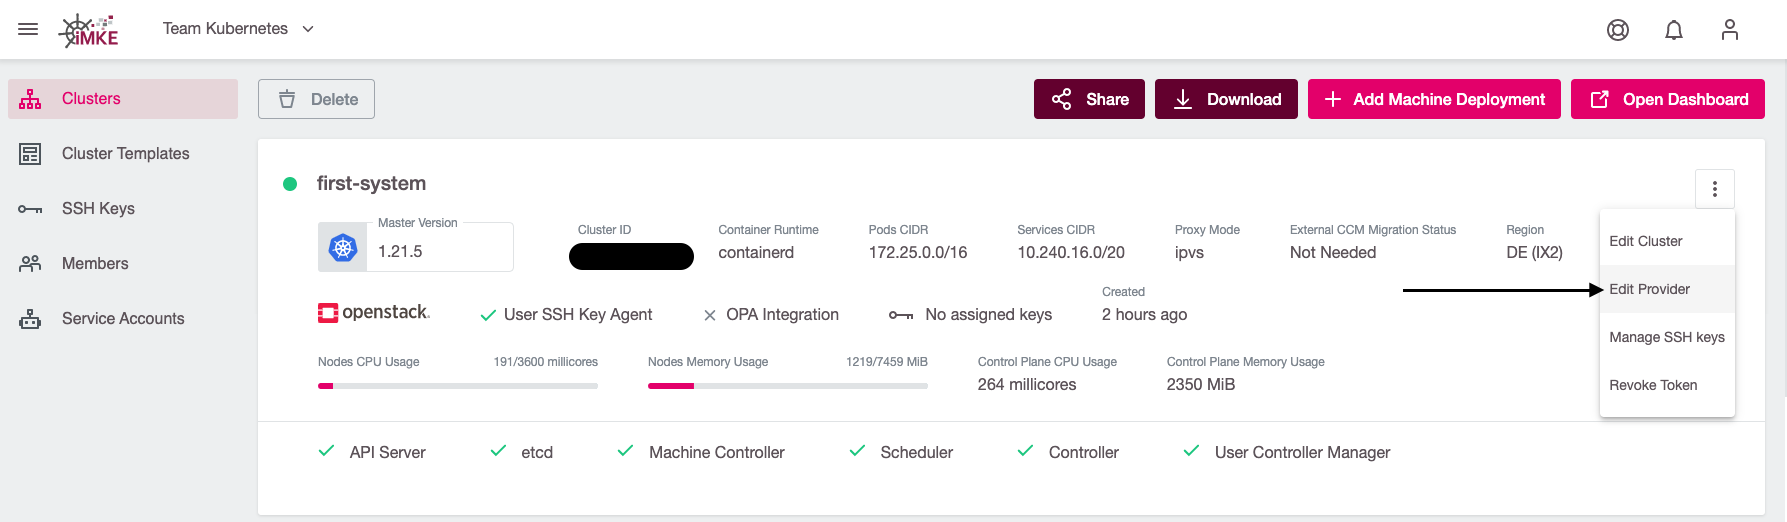 iMKE
Team Kubernetes
Clusters
Cluster Templates
SSH Keys
Members
Service Accounts
Delete
Share
Download
Add Machine Deployment
Open Dashboard
first-system
Master Version
1.21.5
Cluster ID
Container Runtime
containerd
Pods CIDR
172.25.0.0/16
Services CIDR
10.240.16.0/20
Proxy Mode
ipvs
External CCM Migration Status
Not Needed
Region
DE (IX2)
Edit Cluster
Edit Provider
Manage SSH keys
Revoke Token
openstack.
User SSH Key Agent
OPA Integration
No assigned keys
Created
2 hours ago
Nodes CPU Usage
191/3600 millicores
Nodes Memory Usage
1219/7459 MiB
Control Plane CPU Usage
264 millicores
Control Plane Memory Usage
2350 MiB
API Server
etcd
Machine Controller
Scheduler
Controller
User Controller Manager